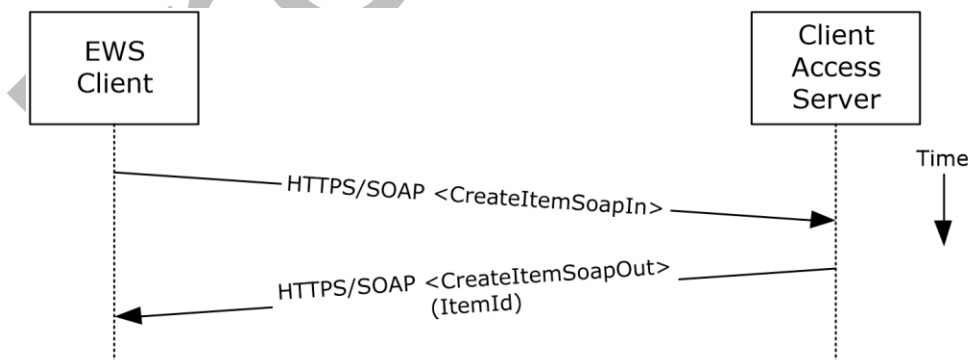 EWS
Client
Client
Access
Server
Time
HTTPS/SOAP <CreateItemSoapIn>
HTTPS/SOAP <CreateItemSoapOut>
(ItemId)